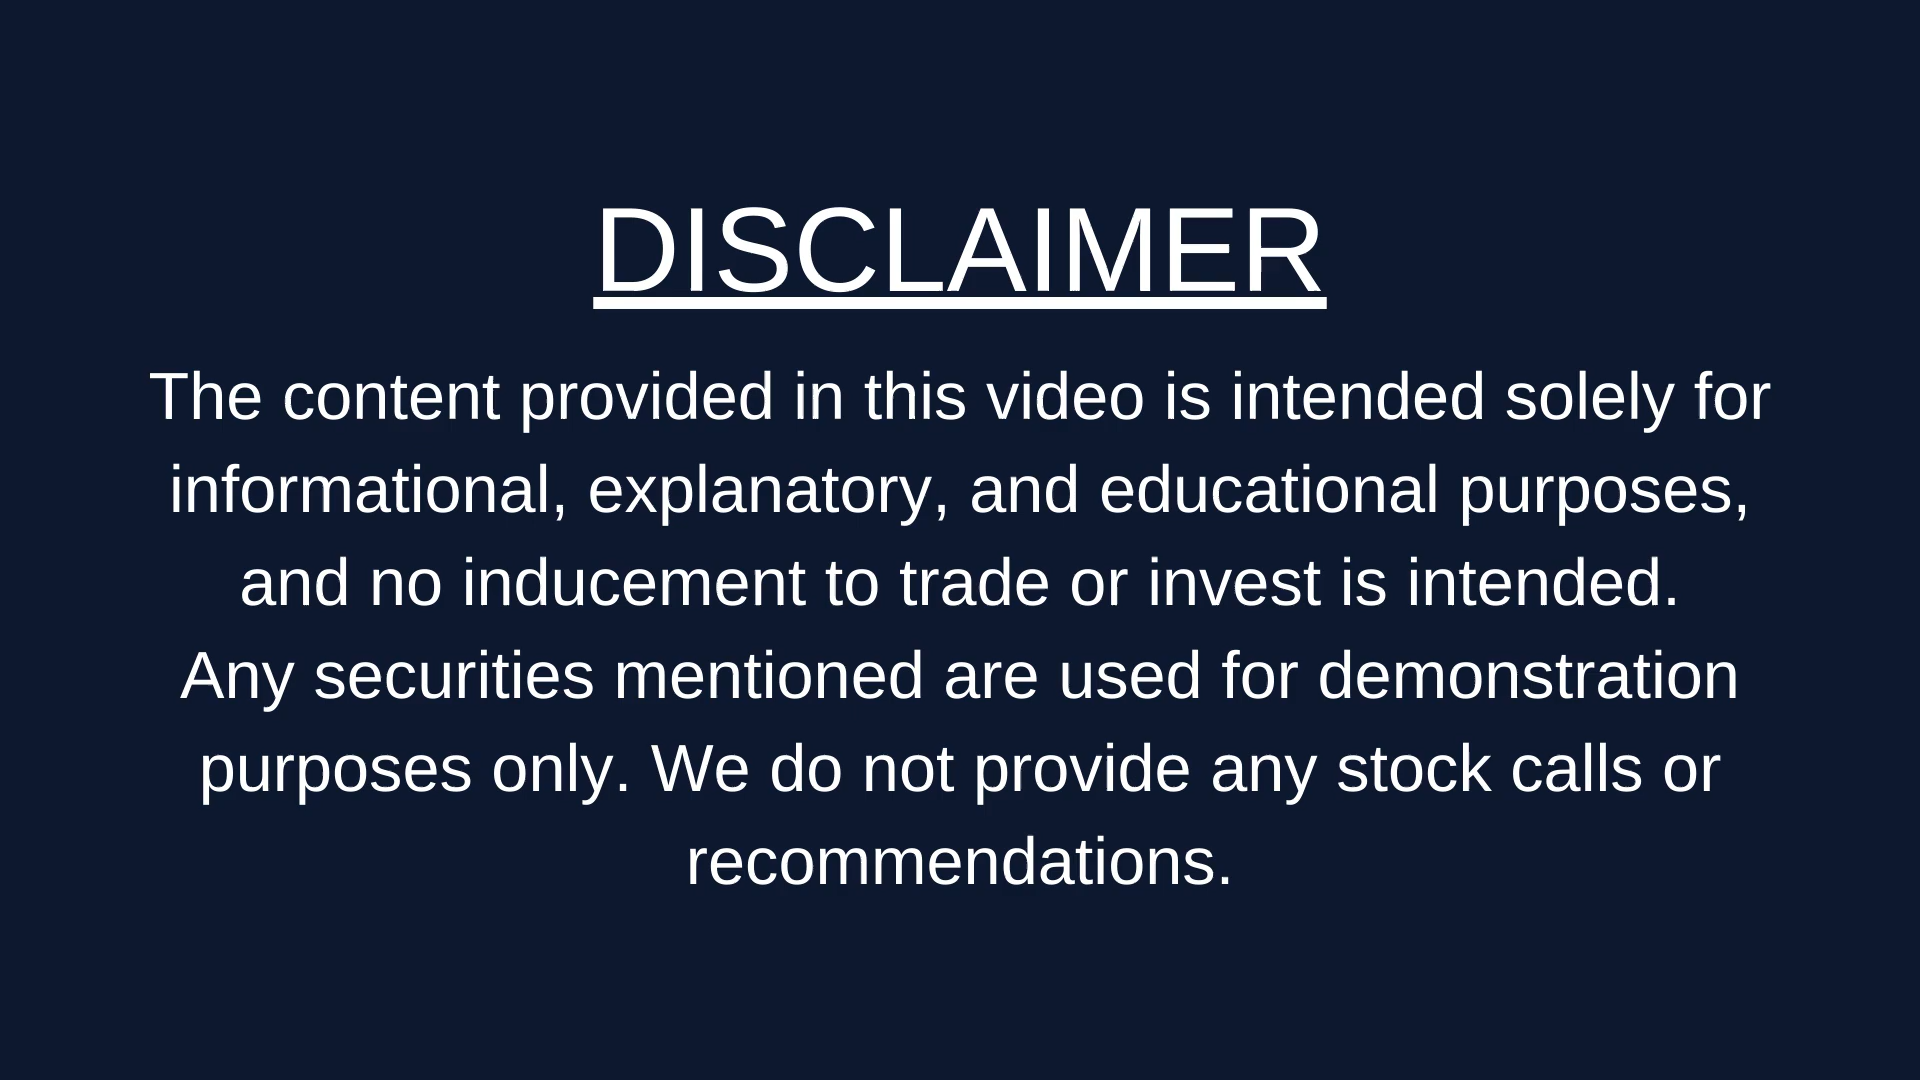 DISCLAIMER
The content provided in this video is intended solely for
informational, explanatory, and educational purposes,
and no inducement to trade or invest is intended.
Any securities mentioned are used for demonstration
purposes only. We do not provide any stock calls or
recommendations.